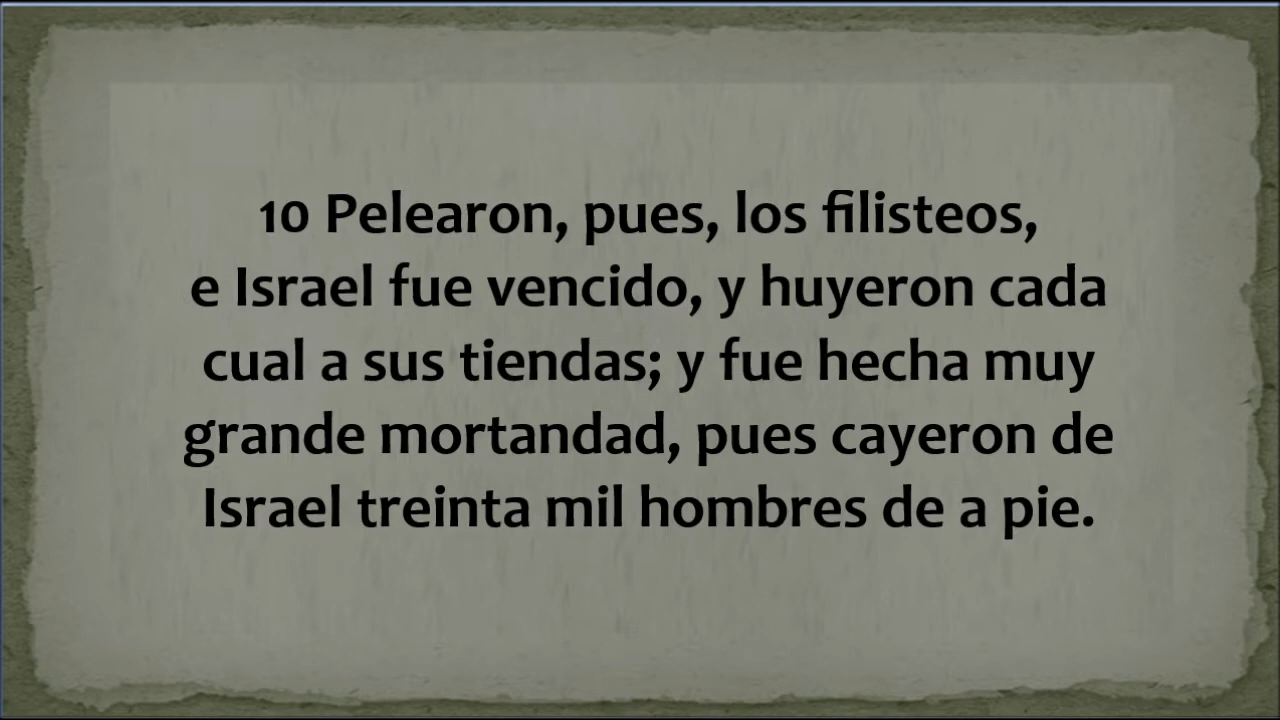 10 Pelearon, pues, los filisteos,
e Israel fue vencido, y huyeron cada
cual a sus tiendas; y fue hecha muy
grande mortandad, pues cayeron de
Israel treinta mil hombres de a pie.